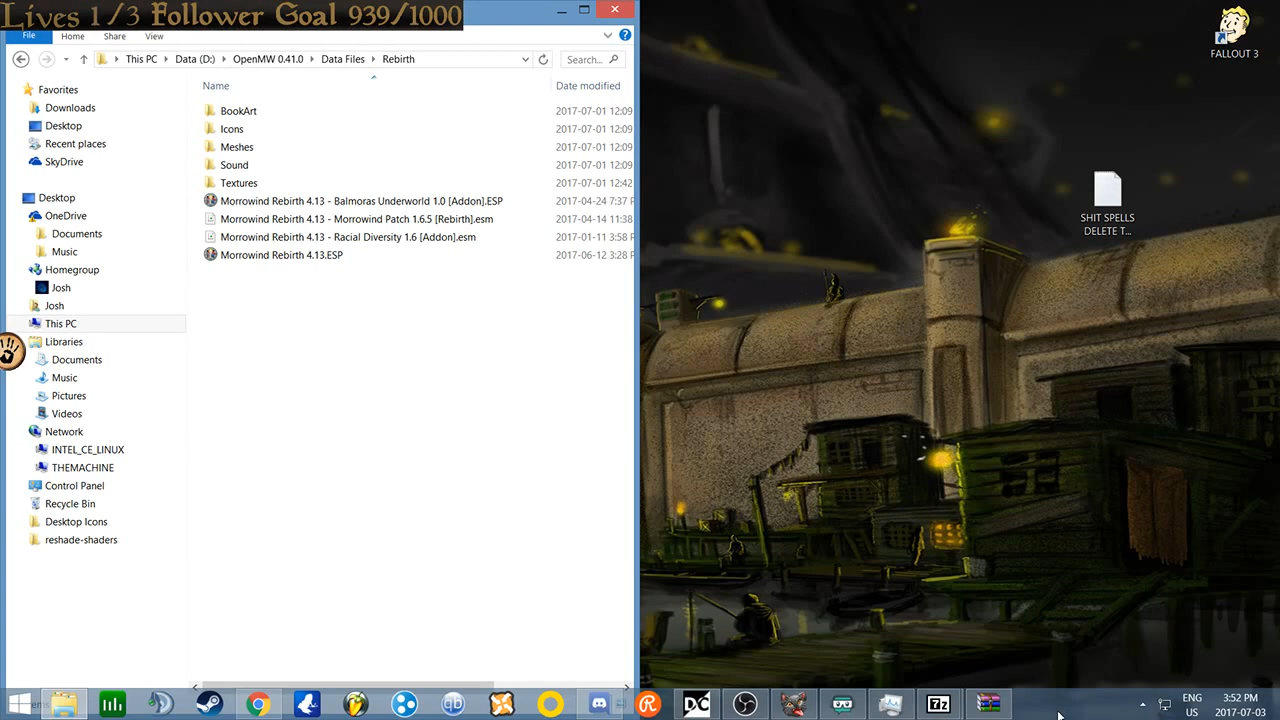 Lives 1/3 Follower Goal 939/1000
File Home Share View
This PC Data (D:) OpenMW 0.41.0 Data Files Rebirth Search...
Name Date modified
Favorites
Downloads
Desktop
Recent places
SkyDrive
Desktop
OneDrive
Documents
Music
Homegroup
Josh
Josh
This PC
Libraries
Documents
Music
Pictures
Videos
Network
INTEL_CE_LINUX
THEMACHINE
Control Panel
Recycle Bin
Desktop Icons
reshade-shaders
BookArt 2017-07-01 12:09
Icons 2017-07-01 12:09
Meshes 2017-07-01 12:09
Sound 2017-07-01 12:09
Textures 2017-07-01 12:42
Morrowind Rebirth 4.13 - Balmoras Underworld 1.0 [Addon].ESP 2017-04-24 7:37 P
Morrowind Rebirth 4.13 - Morrowind Patch 1.6.5 [Rebirth].esm 2017-04-14 11:38
Morrowind Rebirth 4.13 - Racial Diversity 1.6 [Addon].esm 2017-01-11 3:58 P
Morrowind Rebirth 4.13.ESP 2017-06-12 3:28 P
FALLOUT 3
SHIT SPELLS
DELETE T...
DC
7z
ENG 3:52 PM
US 2017-07-03